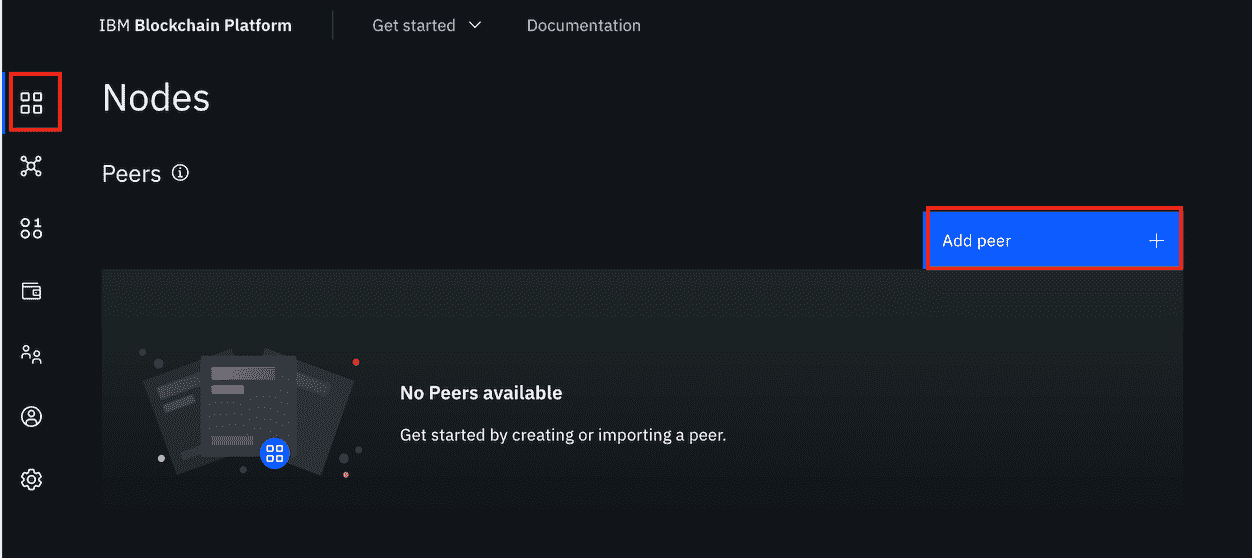 IBM Blockchain Platform
Get started
Documentation
Nodes
Peers
Add peer
No Peers available
Get started by creating or importing a peer.